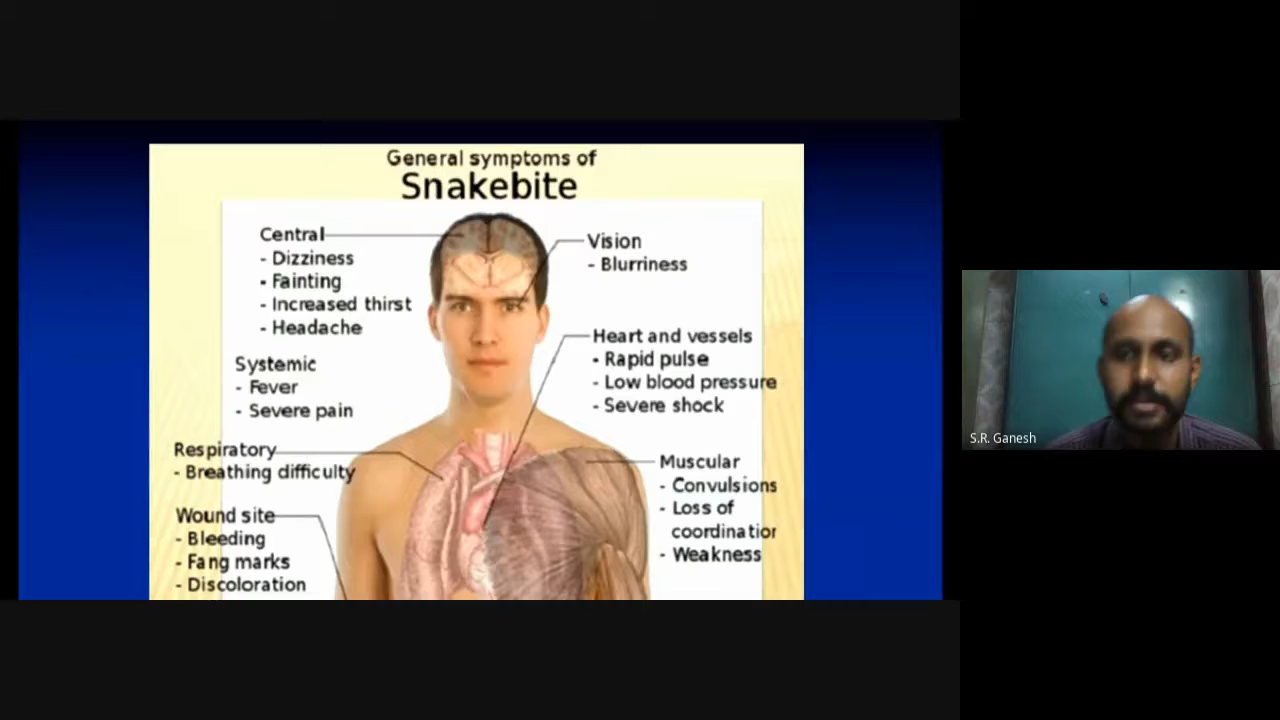 General symptoms of
Snakebite
Central
- Dizziness
- Fainting
- Increased thirst
- Headache
Systemic
- Fever
- Severe pain
Respiratory
- Breathing difficulty
Wound site
- Bleeding
- Fang marks
- Discoloration
Vision
- Blurriness
Heart and vessels
- Rapid pulse
- Low blood pressure
- Severe shock
Muscular
- Convulsions
- Loss of
coordination
- Weakness
S.R. Ganesh